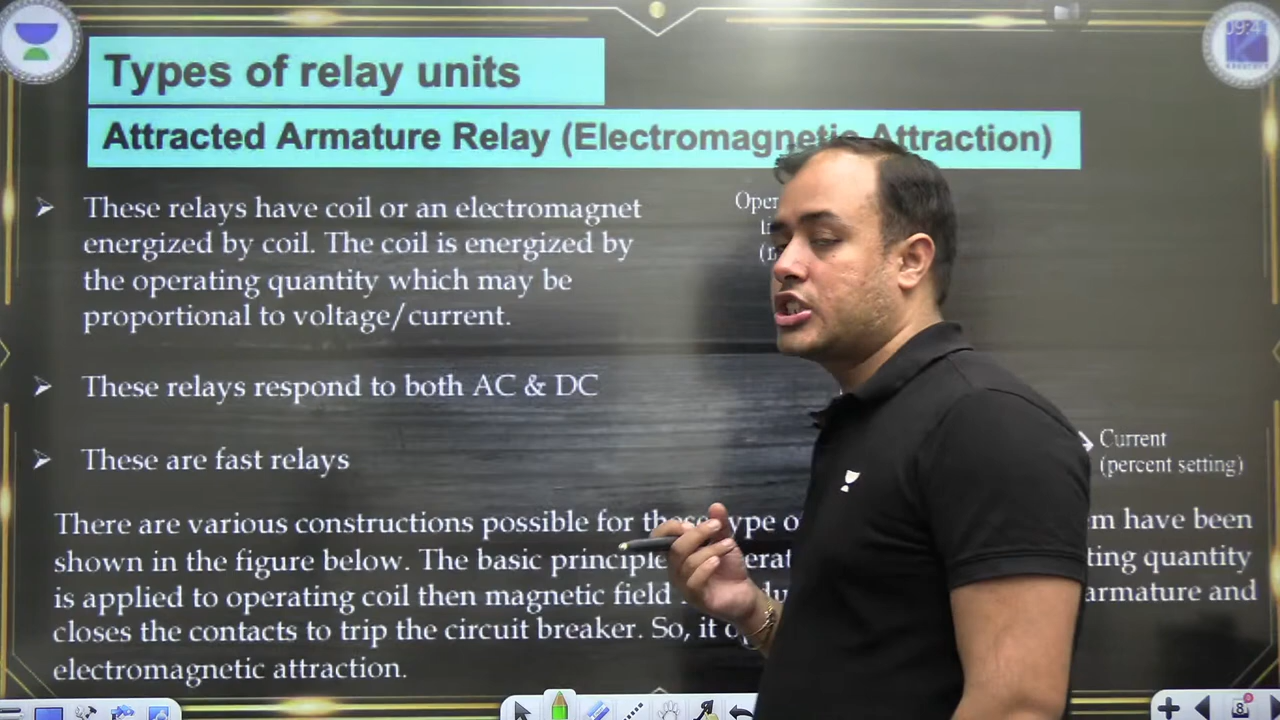 Types of relay units
Attracted Armature Relay (Electromagnetic Attraction)
These relays have coil or an electromagnet
energized by coil. The coil is energized by
the operating quantity which may be
proportional to voltage/current.
These relays respond to both AC & DC
These are fast relays
Current
(percent setting)
There are various constructions possible for these have been
shown in the figure below. The basic principle quantity
is applied to operating coil then magnetic field armature and
closes the contacts to trip the circuit breaker. So, it
electromagnetic attraction.
09:4
8